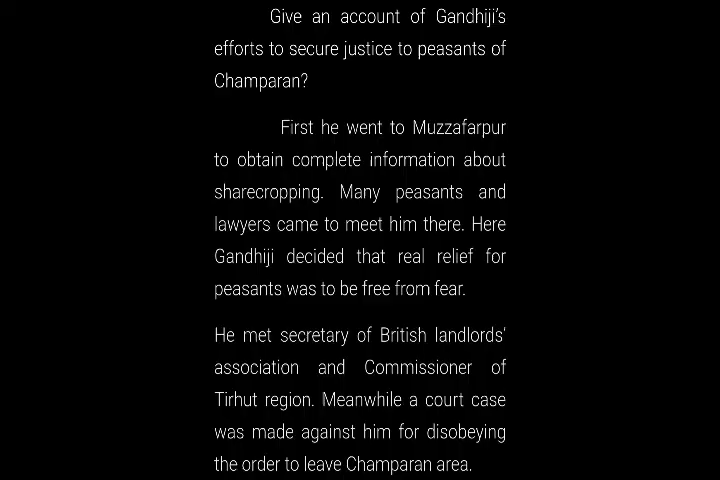 Give an account of Gandhiji’s
efforts to secure justice to peasants of
Champaran?
First he went to Muzzafarpur
to obtain complete information about
sharecropping. Many peasants and
lawyers came to meet him there. Here
Gandhiji decided that real relief for
peasants was to be free from fear.
He met secretary of British landlords'
association and Commissioner of
Tirhut region. Meanwhile a court case
was made against him for disobeying
the order to leave Champaran area.